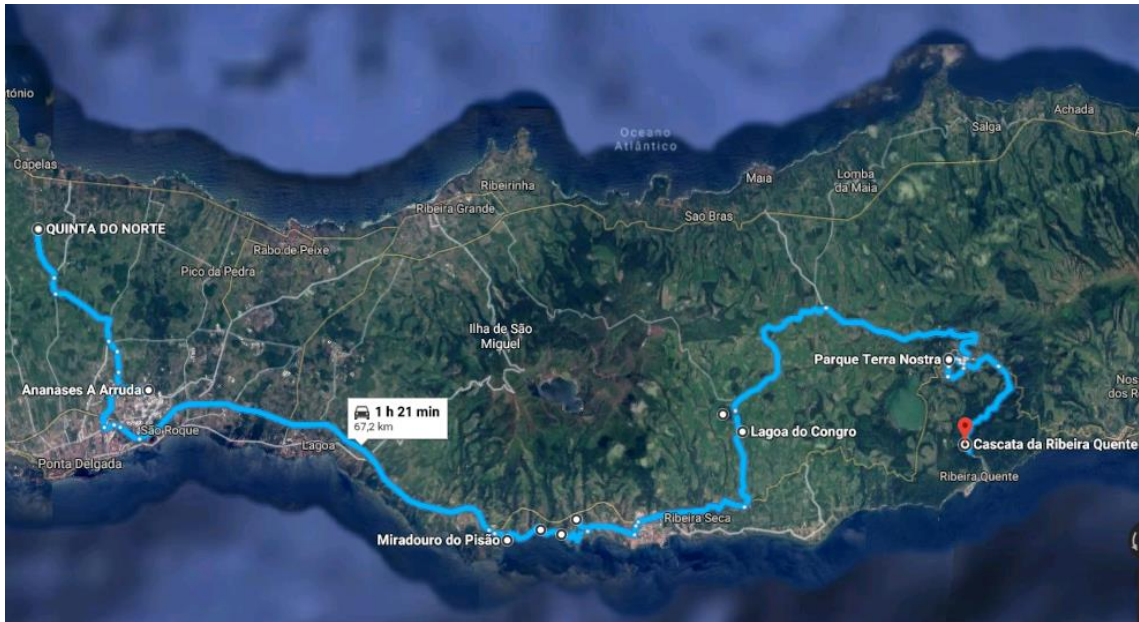 Oceano
Atlântico
tónio
Capelas
QUINTA DO NORTE
Ribeirinha
Ribeira Grande
Rabo de Peixe
Pico da Pedra
Maia
Lomba
da Maia
Sao Bras
Salga
Achada
Ilha de São
Miguel
Ananases A Arruda
São Roque
Ponta Delgada
1 h 21 min
67,2 km
Lagoa
Miradouro do Pisão
Ribeira Seca
Lagoa do Congro
Parque Terra Nostra
Nos
dos R
Cascata da Ribeira Quente
Ribeira Quente